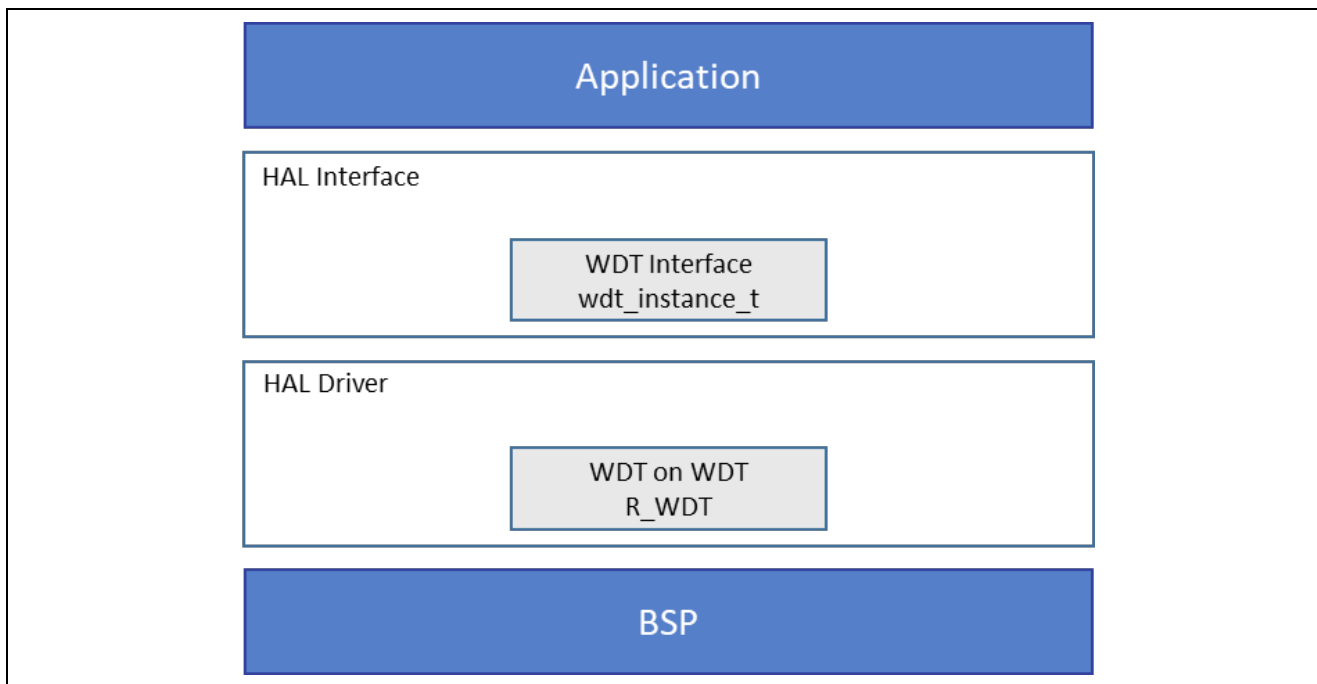 Application
HAL Interface
WDT Interface
wdt_instance_t
HAL Driver
WDT on WDT
R_WDT
BSP